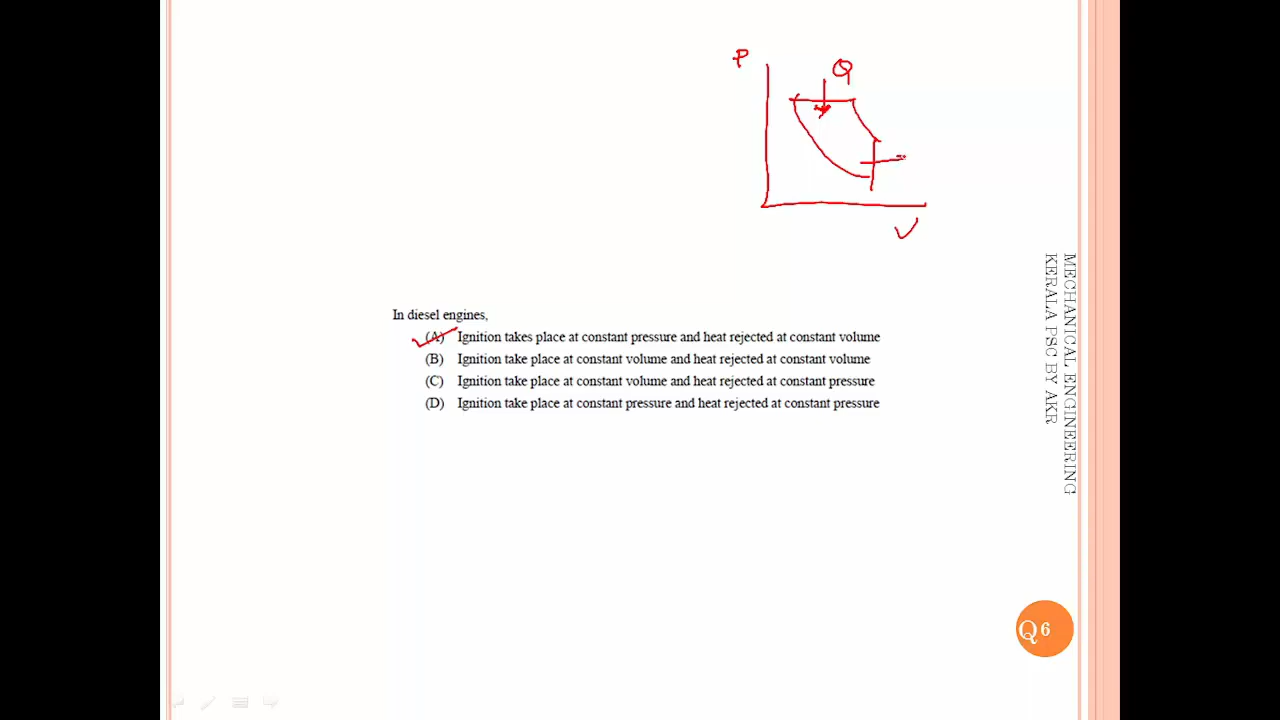 P
Q
V
In diesel engines,
(A) Ignition takes place at constant pressure and heat rejected at constant volume
(B) Ignition take place at constant volume and heat rejected at constant volume
(C) Ignition take place at constant volume and heat rejected at constant pressure
(D) Ignition take place at constant pressure and heat rejected at constant pressure
MECHANICAL ENGINEERING
KERALA PSC BY AKR
Q6